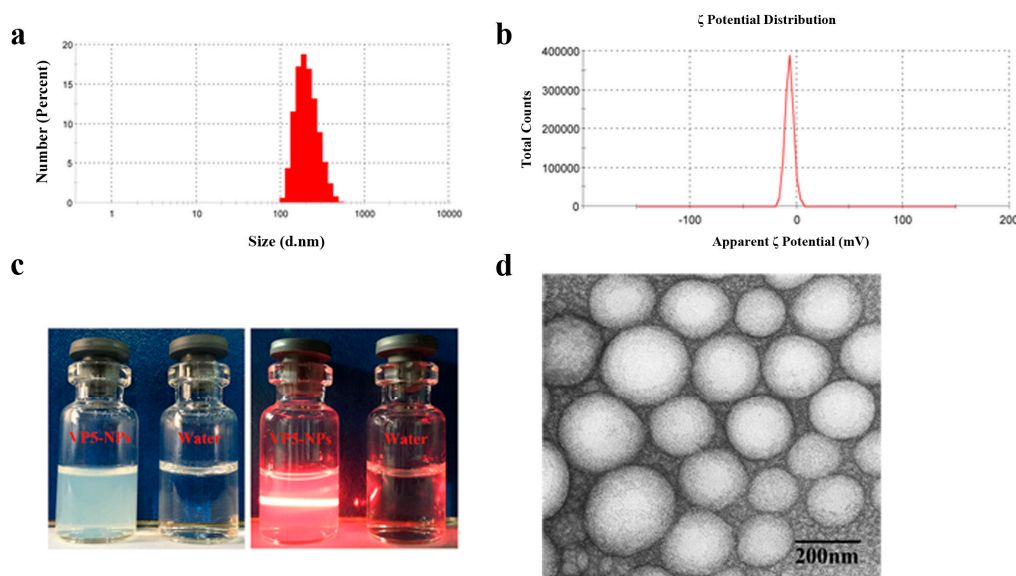 a
Number (Percent)
20
15
10
5
0
1
10
100
1000
10000
Size (d.nm)
b
ζ Potential Distribution
Total Counts
400000
300000
200000
100000
0
-100
0
100
200
Apparent ζ Potential (mV)
c
VP5-NPs
Water
VP5-NPs
Water
d
200nm